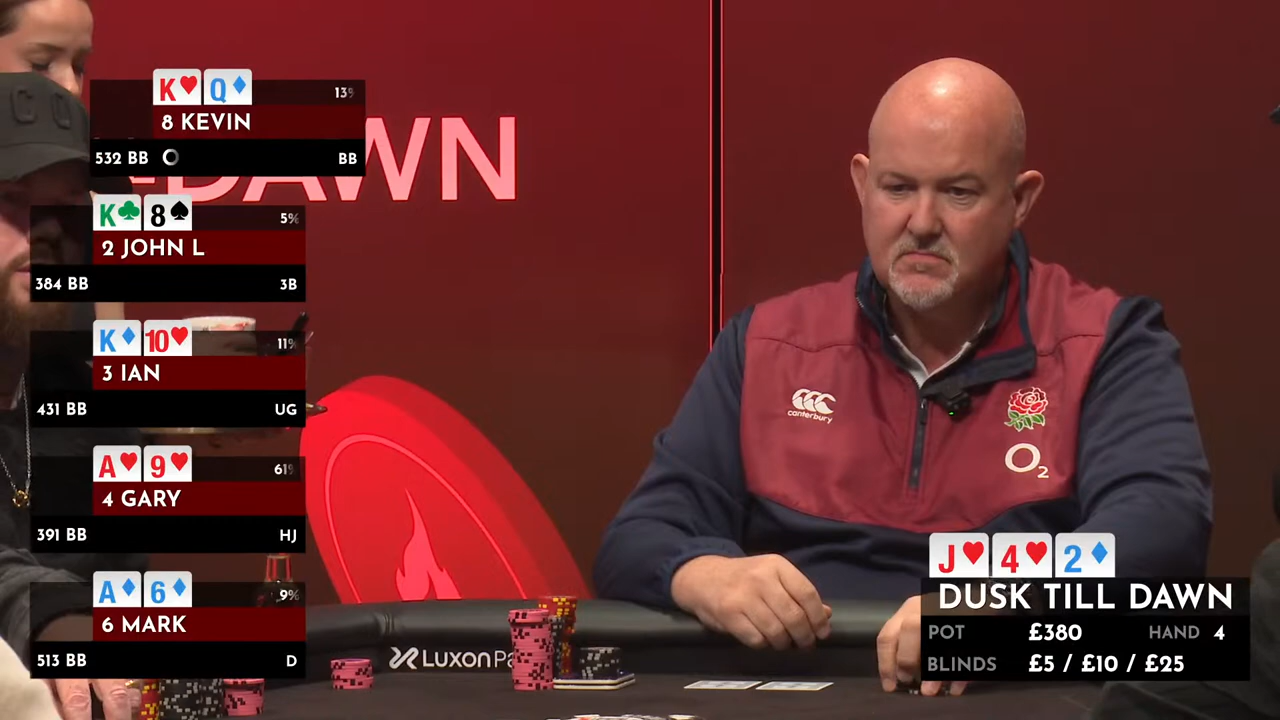 K♥ Q♦ 13%
8 KEVIN
532 BB BB
DAWN
K♣ 8♠ 5%
2 JOHN L
384 BB 3B
K♦ 10♥ 11%
3 IAN
431 BB UG
A♥ 9♥ 61%
4 GARY
391 BB HJ
A♦ 6♦ 9%
6 MARK
513 BB D
canterbury
O2
LuxonPa
J♥ 4♥ 2♦
DUSK TILL DAWN
POT £380 HAND 4
BLINDS £5 / £10 / £25